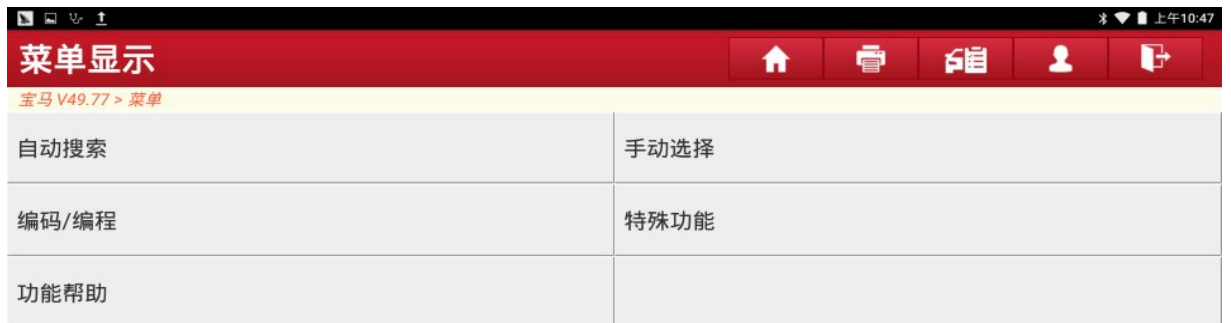 上午10:47
菜单显示
宝马 V49.77 > 菜单
自动搜索
手动选择
编码/编程
特殊功能
功能帮助